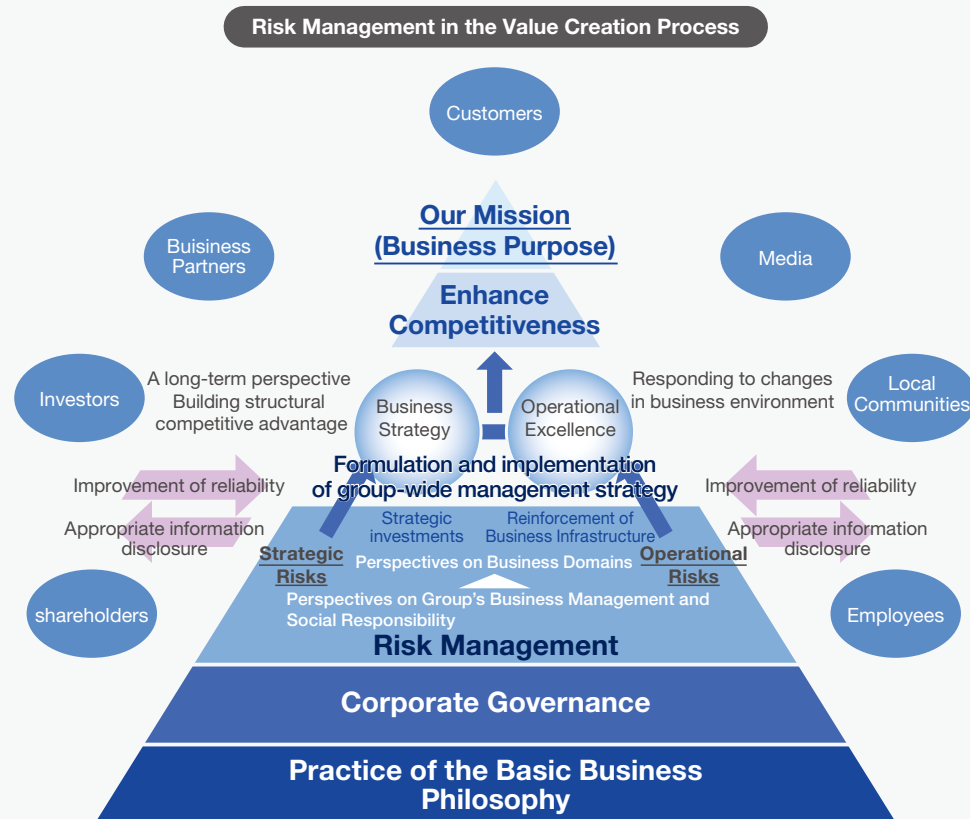 Risk Management in the Value Creation Process
Customers
Our Mission
(Business Purpose)
Buisiness
Partners
Media
Enhance
Competitiveness
Investors
A long-term perspective
Building structural
competitive advantage
Business
Strategy
Operational
Excellence
Responding to changes
in business environment
Local
Communities
Formulation and implementation
of group-wide management strategy
Improvement of reliability
Improvement of reliability
Appropriate information
disclosure
Appropriate information
disclosure
Strategic
investments
Reinforcement of
Business Infrastructure
Strategic
Risks
Perspectives on Business Domains
Operational
Risks
shareholders
Perspectives on Group's Business Management and
Social Responsibility
Employees
Risk Management
Corporate Governance
Practice of the Basic Business
Philosophy